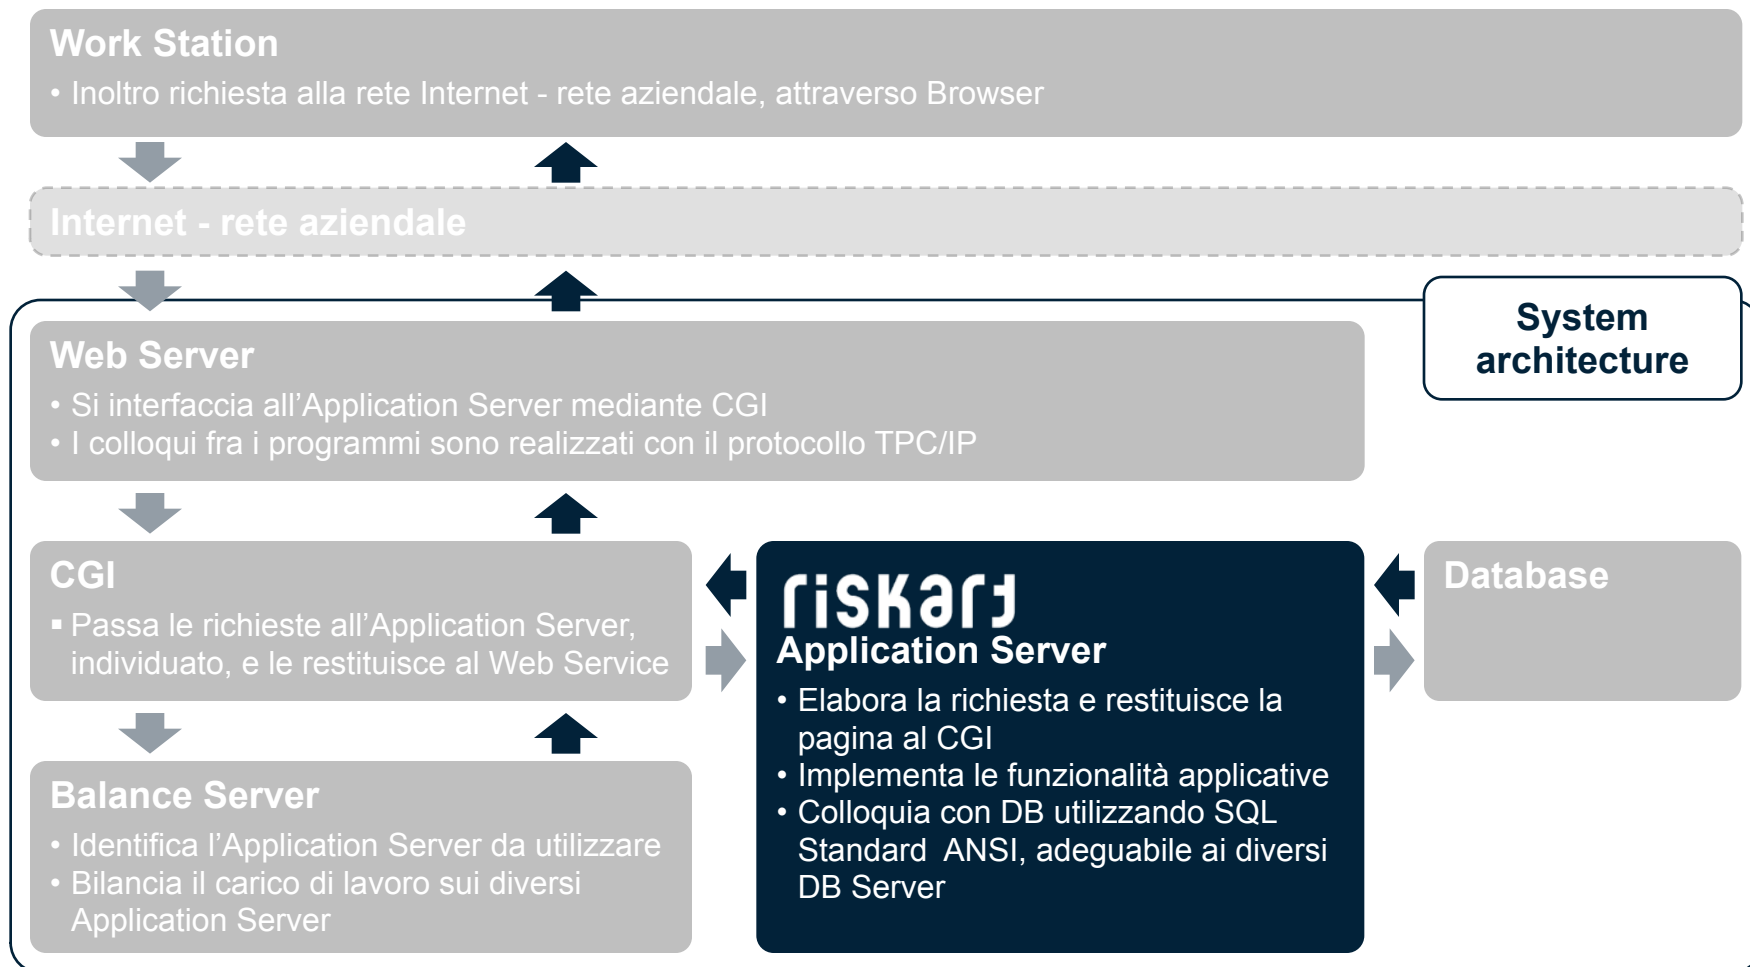 Work Station
• Inoltro richiesta alla rete Internet - rete aziendale, attraverso Browser
Internet - rete aziendale
System
architecture
Web Server
• Si interfaccia all’Application Server mediante CGI
• I colloqui fra i programmi sono realizzati con il protocollo TPC/IP
CGI
▪ Passa le richieste all’Application Server,
individuato, e le restituisce al Web Service
riskart
Application Server
• Elabora la richiesta e restituisce la
pagina al CGI
• Implementa le funzionalità applicative
• Colloquia con DB utilizzando SQL
Standard ANSI, adeguabile ai diversi
DB Server
Database
Balance Server
• Identifica l’Application Server da utilizzare
• Bilancia il carico di lavoro sui diversi
Application Server